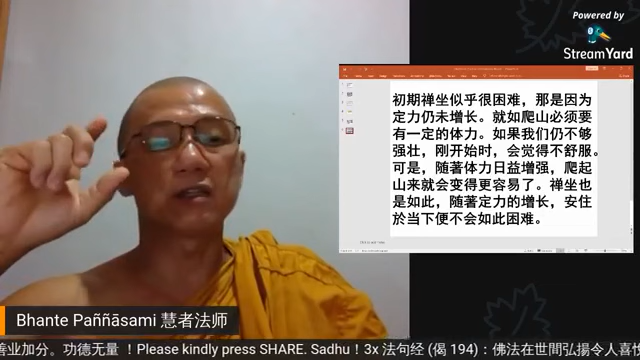 Powered by
StreamYard
初期禅坐似乎很困难，那是因为
定力仍未增长。就如爬山必须要
有一定的体力。如果我们仍不够
强壮，刚开始时，会觉得不舒服。
可是，随著体力日益增强，爬起
山来就会变得更容易了。禅坐也
是如此，随著定力的增长，安住
於当下便不会如此困难。
Bhante Paññāsami 慧者法师
善业加分。功德无量 ！Please kindly press SHARE. Sadhu！3x 法句经 (偈 194)：佛法在世間弘揚令人喜悅